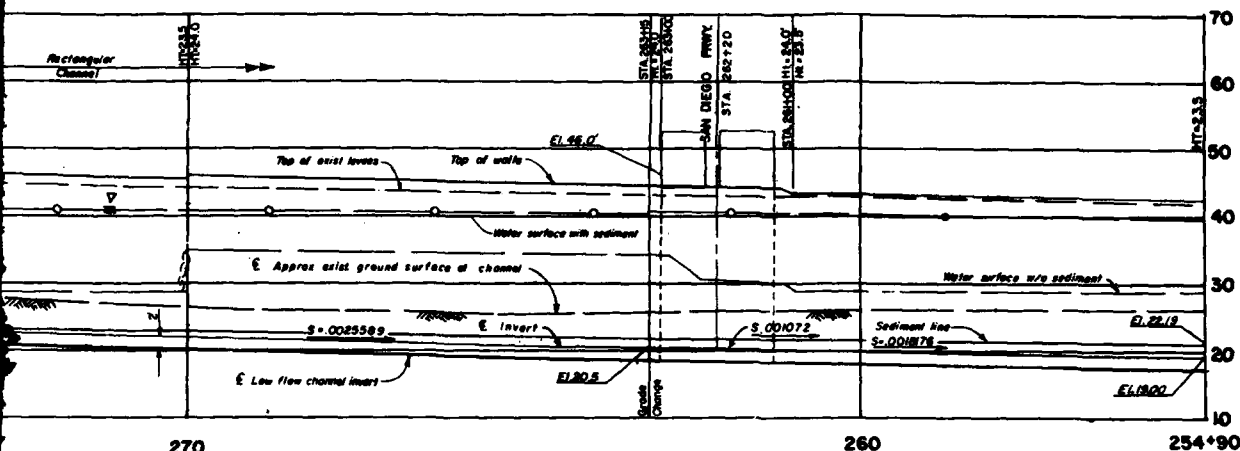 70
60
50
40
30
20
10
Rectangular
Channel
HT=23.5
HT=24.0
STA. 263+15
STA. 263+00
SAN DIEGO FRWY.
STA. 262+20
STA. 261+00 Ht.= 24.0'
Ht.= 23.5'
HT=23.5
El. 46.0'
Top of exist levees
Top of walls
Water surface with sediment
℄ Approx exist ground surface at channel
Water surface w/o sediment
S=.0025589
℄ Invert
S .001072
Sediment line
El. 22.19
El. 20.5
℄ Low flow channel invert
Grade
Change
270
260
254+90